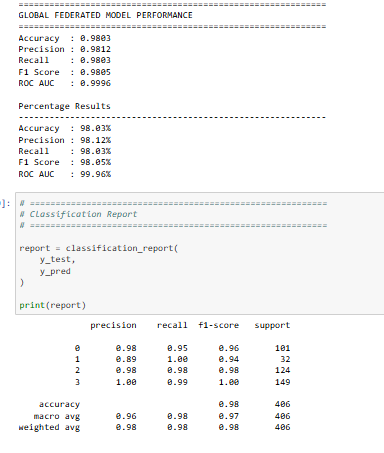 ============================================================
GLOBAL FEDERATED MODEL PERFORMANCE
============================================================
Accuracy  : 0.9803
Precision : 0.9812
Recall    : 0.9803
F1 Score  : 0.9805
ROC AUC   : 0.9996
Percentage Results
------------------------------------------------------------
Accuracy  : 98.03%
Precision : 98.12%
Recall    : 98.03%
F1 Score  : 98.05%
ROC AUC   : 99.96%
]: # ==========================================================
# Classification Report
# ==========================================================
report = classification_report(
    y_test,
    y_pred
)
print(report)
              precision    recall  f1-score   support
           0       0.98      0.95      0.96       101
           1       0.89      1.00      0.94        32
           2       0.98      0.98      0.98       124
           3       1.00      0.99      1.00       149
    accuracy                           0.98       406
   macro avg       0.96      0.98      0.97       406
weighted avg       0.98      0.98      0.98       406